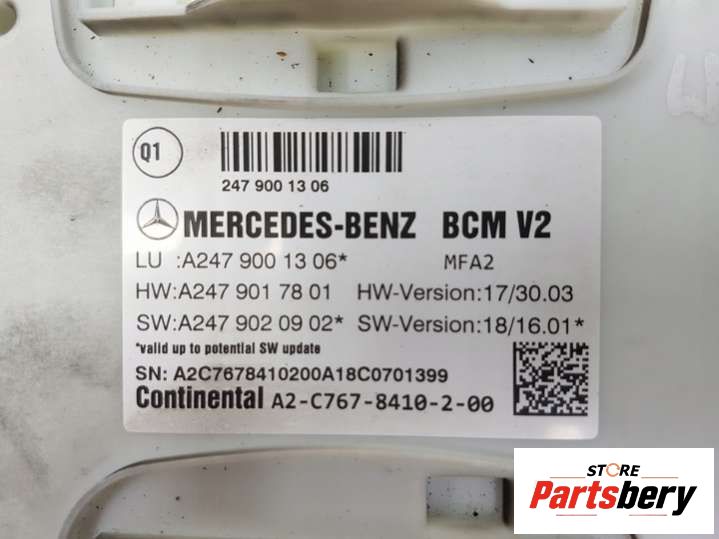 Q1
247 900 13 06
MERCEDES-BENZ BCM V2
LU :A247 900 13 06* MFA2
HW:A247 901 78 01 HW-Version:17/30.03
SW:A247 902 09 02* SW-Version:18/16.01*
*valid up to potential SW update
SN: A2C7678410200A18C0701399
Continental A2-C767-8410-2-00
STORE
Partsbery